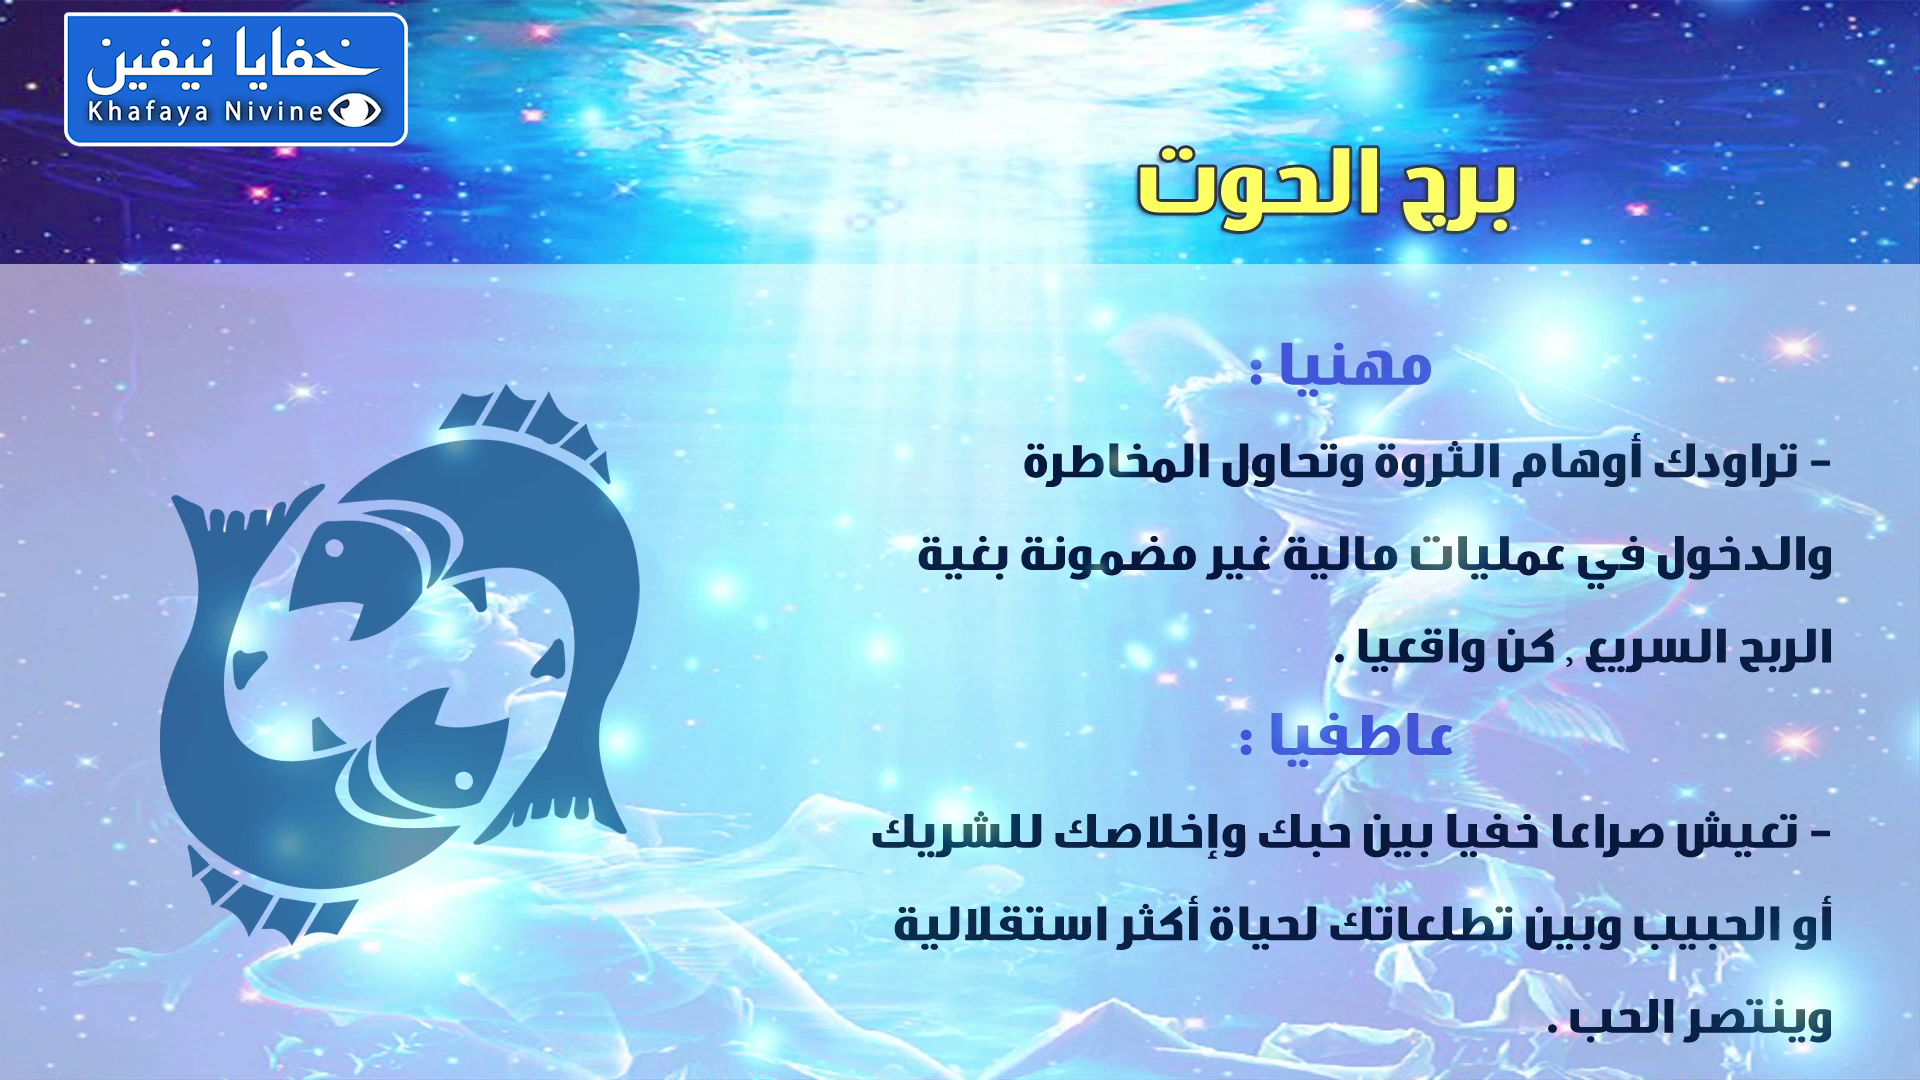 خفايا نيفين
Khafaya Nivine
برج الحوت
مهنيا :
- تراودك أوهام الثروة وتحاول المخاطرة
والدخول في عمليات مالية غير مضمونة بغية
الربح السريع , كن واقعيا .
عاطفيا :
- تعيش صراعا خفيا بين حبك وإخلاصك للشريك
أو الحبيب وبين تطلعاتك لحياة أكثر استقلالية
وينتصر الحب .